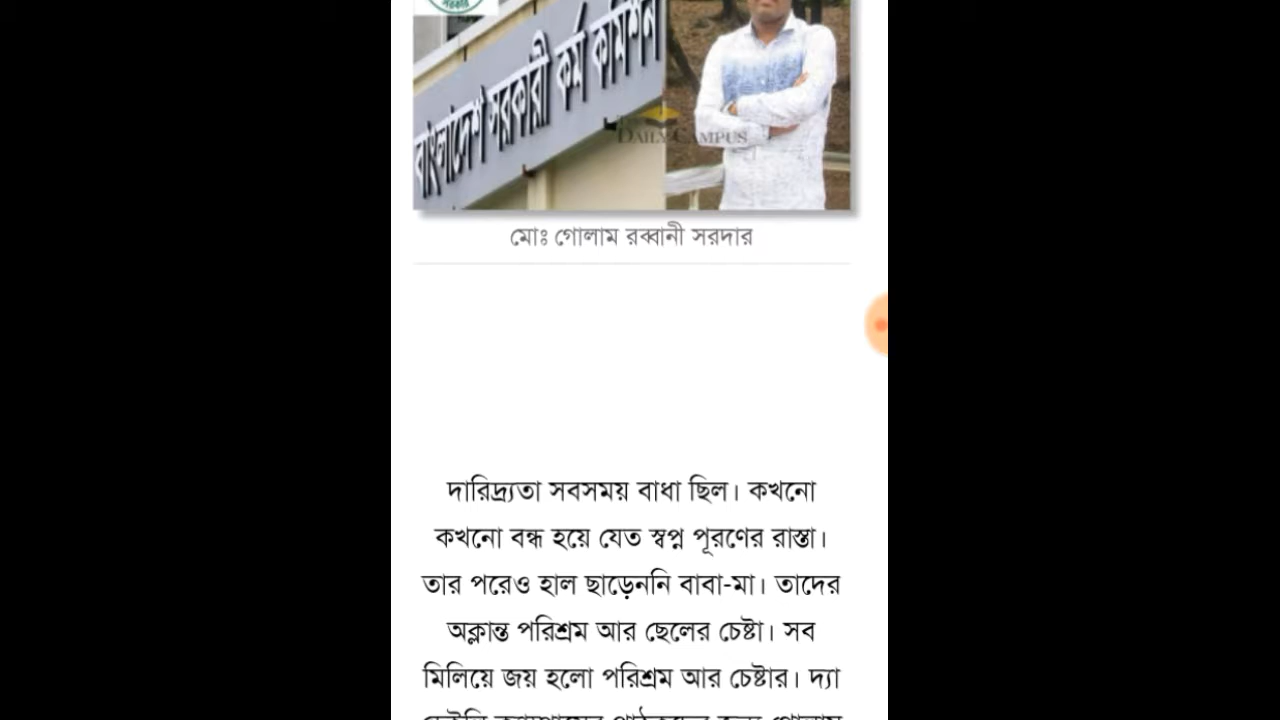 সরকার
বাংলাদেশ সরকারী কর্ম কমিশন
DAILY CAMPUS
মোঃ গোলাম রব্বানী সরদার
দারিদ্র্যতা সবসময় বাধা ছিল। কখনো
কখনো বন্ধ হয়ে যেত স্বপ্ন পূরণের রাস্তা।
তার পরেও হাল ছাড়েননি বাবা-মা। তাদের
অক্লান্ত পরিশ্রম আর ছেলের চেষ্টা। সব
মিলিয়ে জয় হলো পরিশ্রম আর চেষ্টার। দ্যা